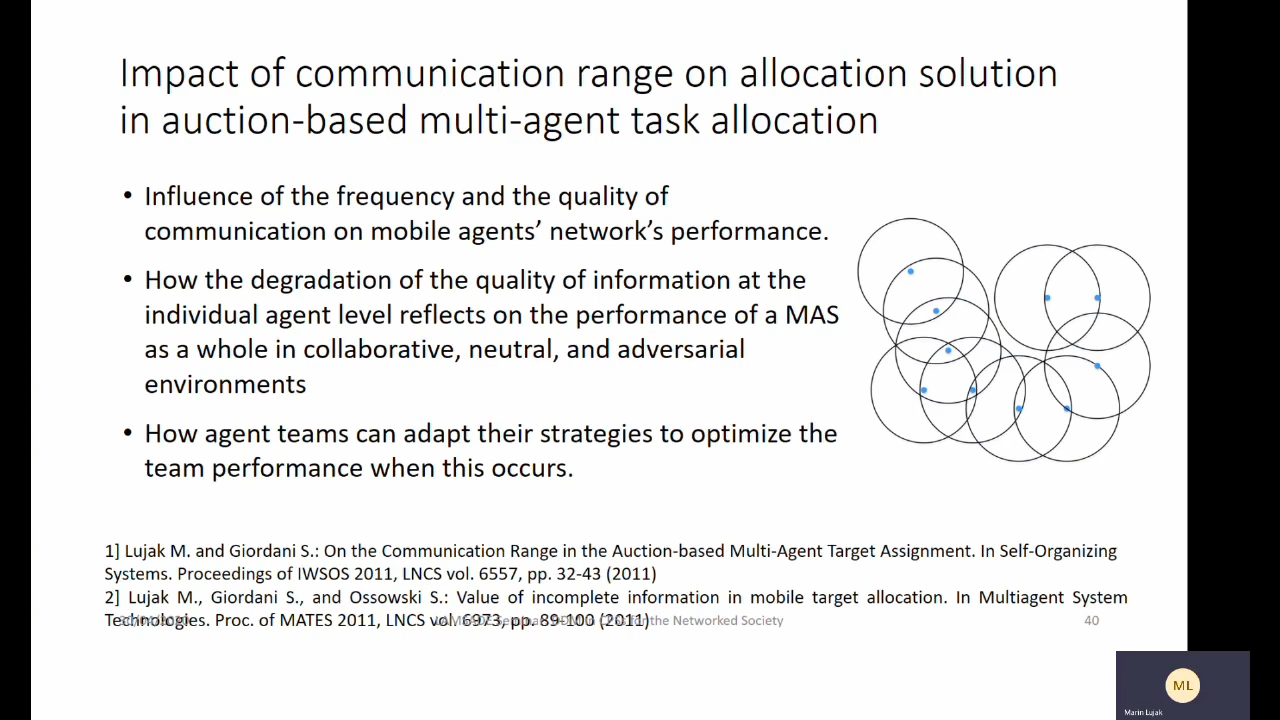 Impact of communication range on allocation solution
in auction-based multi-agent task allocation
• Influence of the frequency and the quality of
communication on mobile agents' network's performance.
• How the degradation of the quality of information at the
individual agent level reflects on the performance of a MAS
as a whole in collaborative, neutral, and adversarial
environments
• How agent teams can adapt their strategies to optimize the
team performance when this occurs.
1] Lujak M. and Giordani S.: On the Communication Range in the Auction-based Multi-Agent Target Assignment. In Self-Organizing
Systems. Proceedings of IWSOS 2011, LNCS vol. 6557, pp. 32-43 (2011)
2] Lujak M., Giordani S., and Ossowski S.: Value of incomplete information in mobile target allocation. In Multiagent System
Technologies. Proc. of MATES 2011, LNCS vol. 6973, pp. 89-100 (2011)
for the Networked Society
40
ML
Marin Lujak